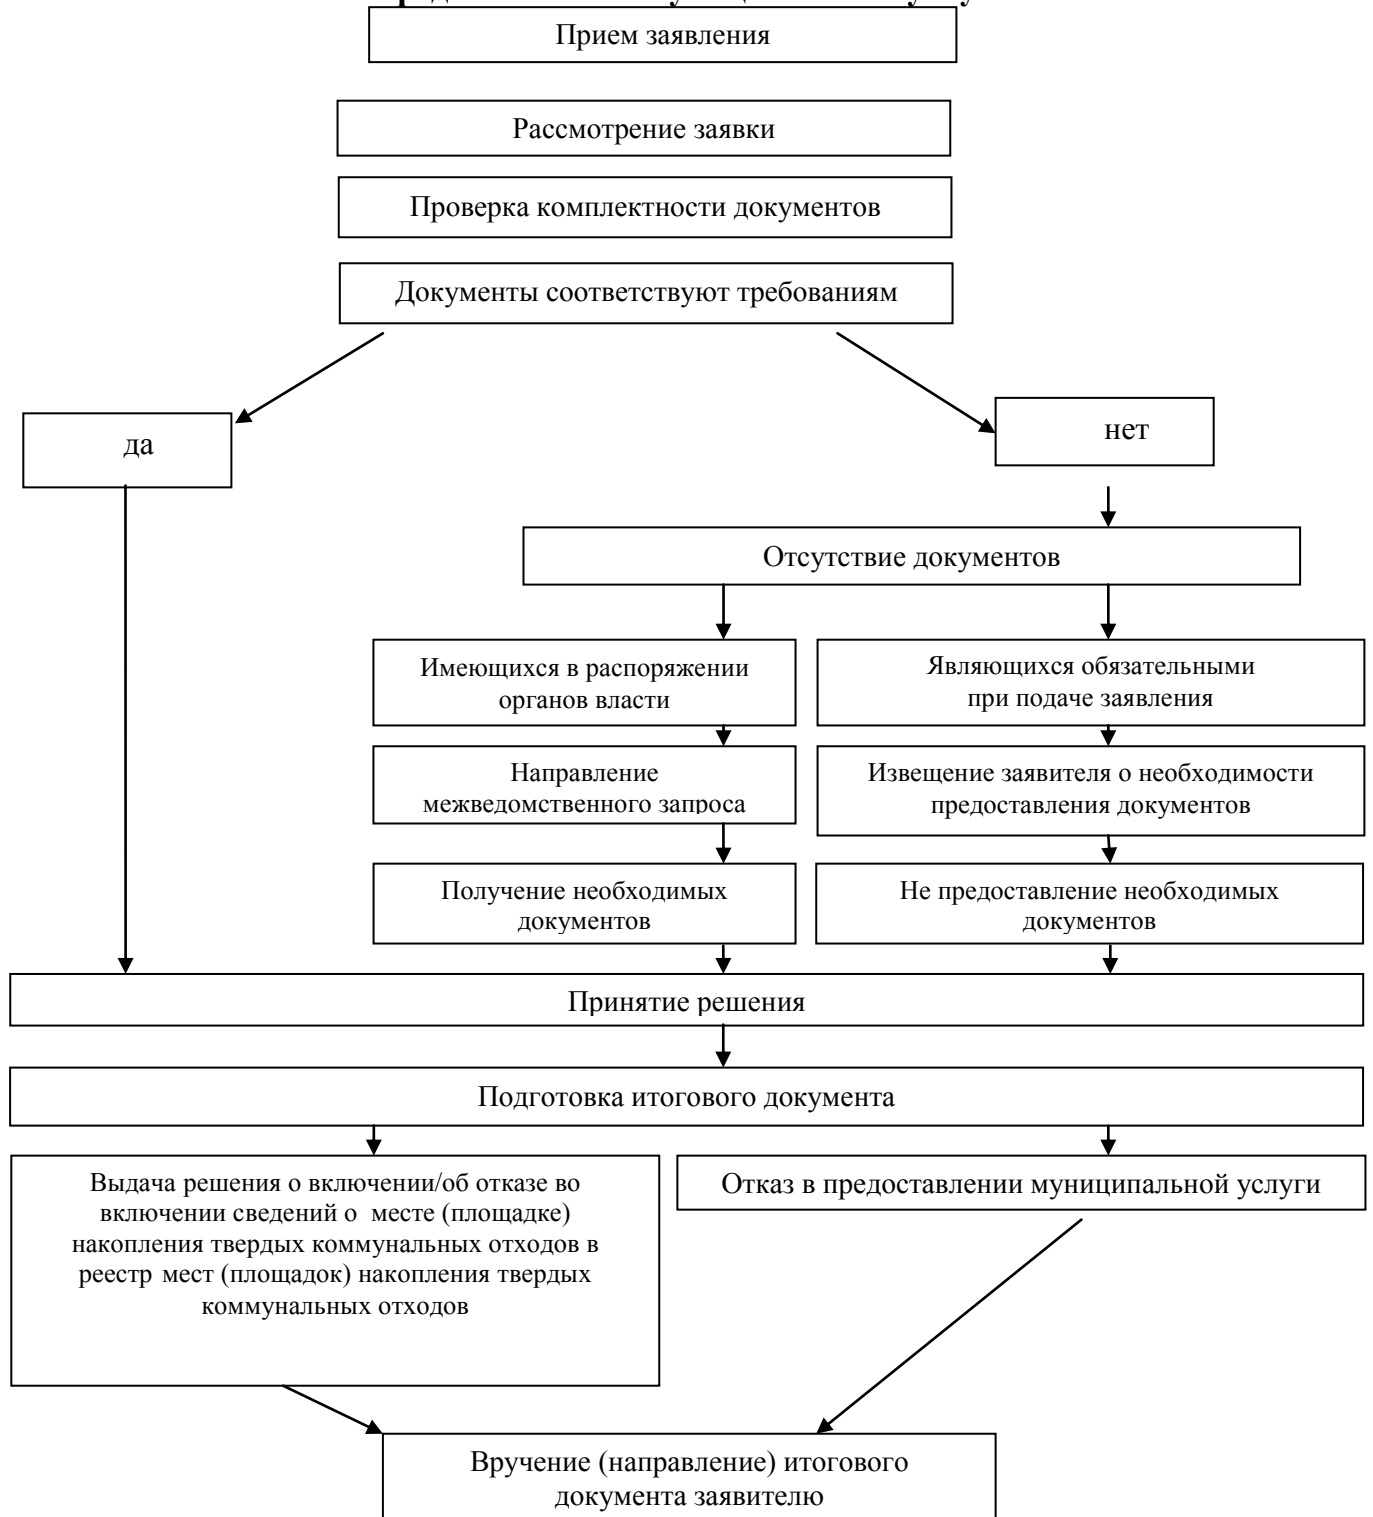 Прием заявления
Рассмотрение заявки
Проверка комплектности документов
Документы соответствуют требованиям
да
нет
Отсутствие документов
Имеющихся в распоряжении
органов власти
Являющихся обязательными
при подаче заявления
Направление
межведомственного запроса
Извещение заявителя о необходимости
предоставления документов
Получение необходимых
документов
Не предоставление необходимых
документов
Принятие решения
Подготовка итогового документа
Выдача решения о включении/об отказе во
включении сведений о месте (площадке)
накопления твердых коммунальных отходов в
реестр мест (площадок) накопления твердых
коммунальных отходов
Отказ в предоставлении муниципальной услуги
Вручение (направление) итогового
документа заявителю